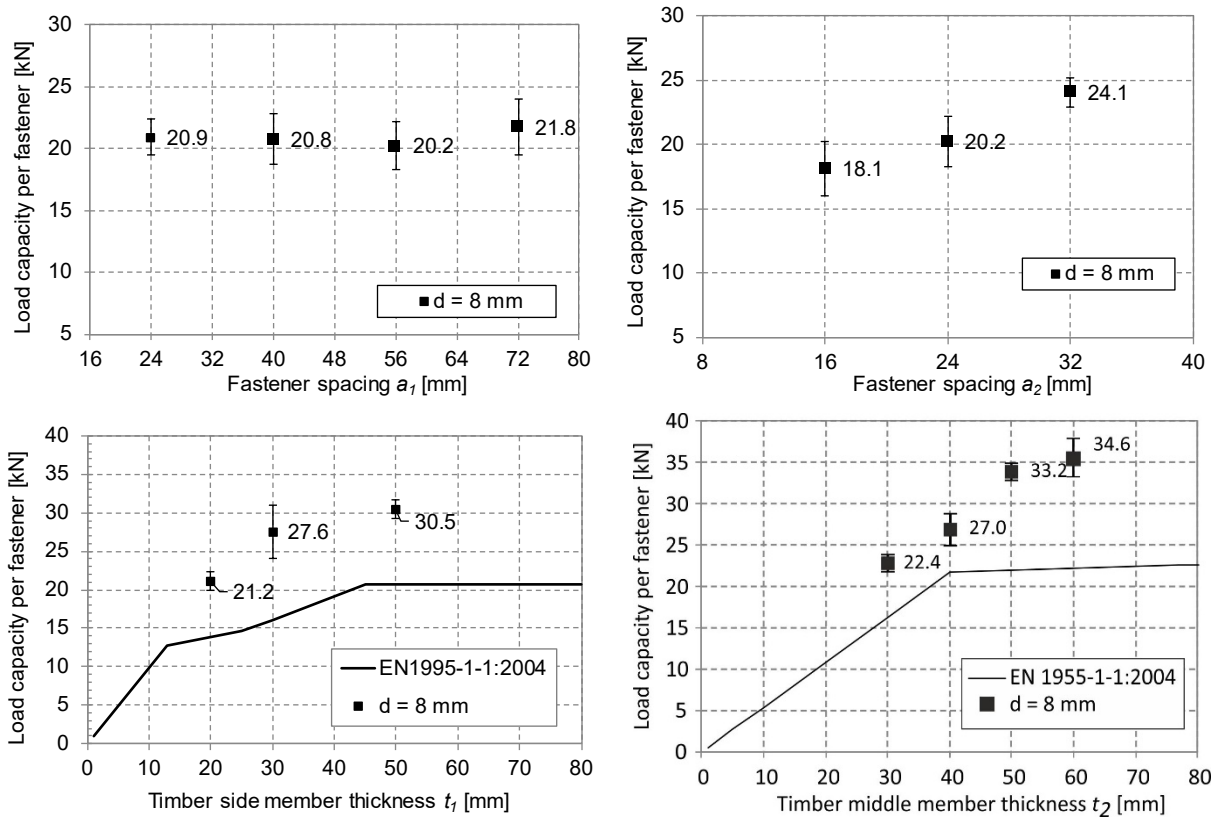 Load capacity per fastener [kN]
30
25
20
15
10
5
20.9
20.8
20.2
21.8
d = 8 mm
16 24 32 40 48 56 64 72 80
Fastener spacing a1 [mm]
Load capacity per fastener [kN]
30
25
20
15
10
5
18.1
20.2
24.1
d = 8 mm
8 16 24 32 40
Fastener spacing a2 [mm]
Load capacity per fastener [kN]
40
35
30
25
20
15
10
5
0
21.2
27.6
30.5
EN1995-1-1:2004
d = 8 mm
0 10 20 30 40 50 60 70 80
Timber side member thickness t1 [mm]
Load capacity per fastener [kN]
40
35
30
25
20
15
10
5
0
22.4
27.0
33.2
34.6
EN 1955-1-1:2004
d = 8 mm
0 10 20 30 40 50 60 70 80
Timber middle member thickness t2 [mm]